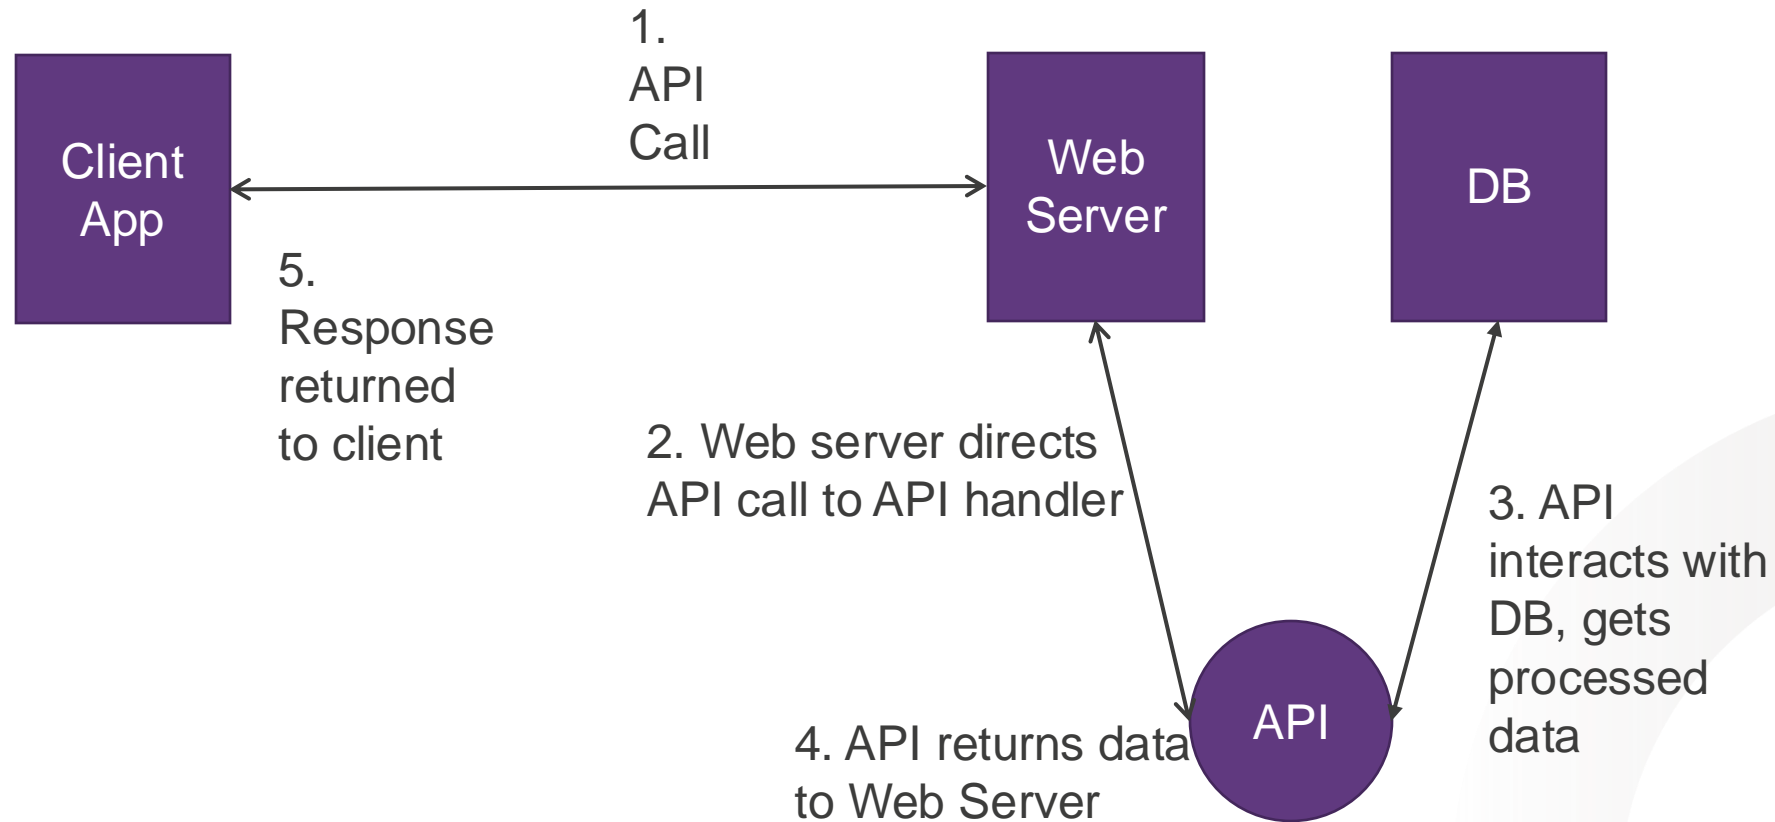 1.
API
Call
Client
App
Web
Server
DB
5.
Response
returned
to client
2. Web server directs
API call to API handler
3. API
interacts with
DB, gets
processed
data
API
4. API returns data
to Web Server